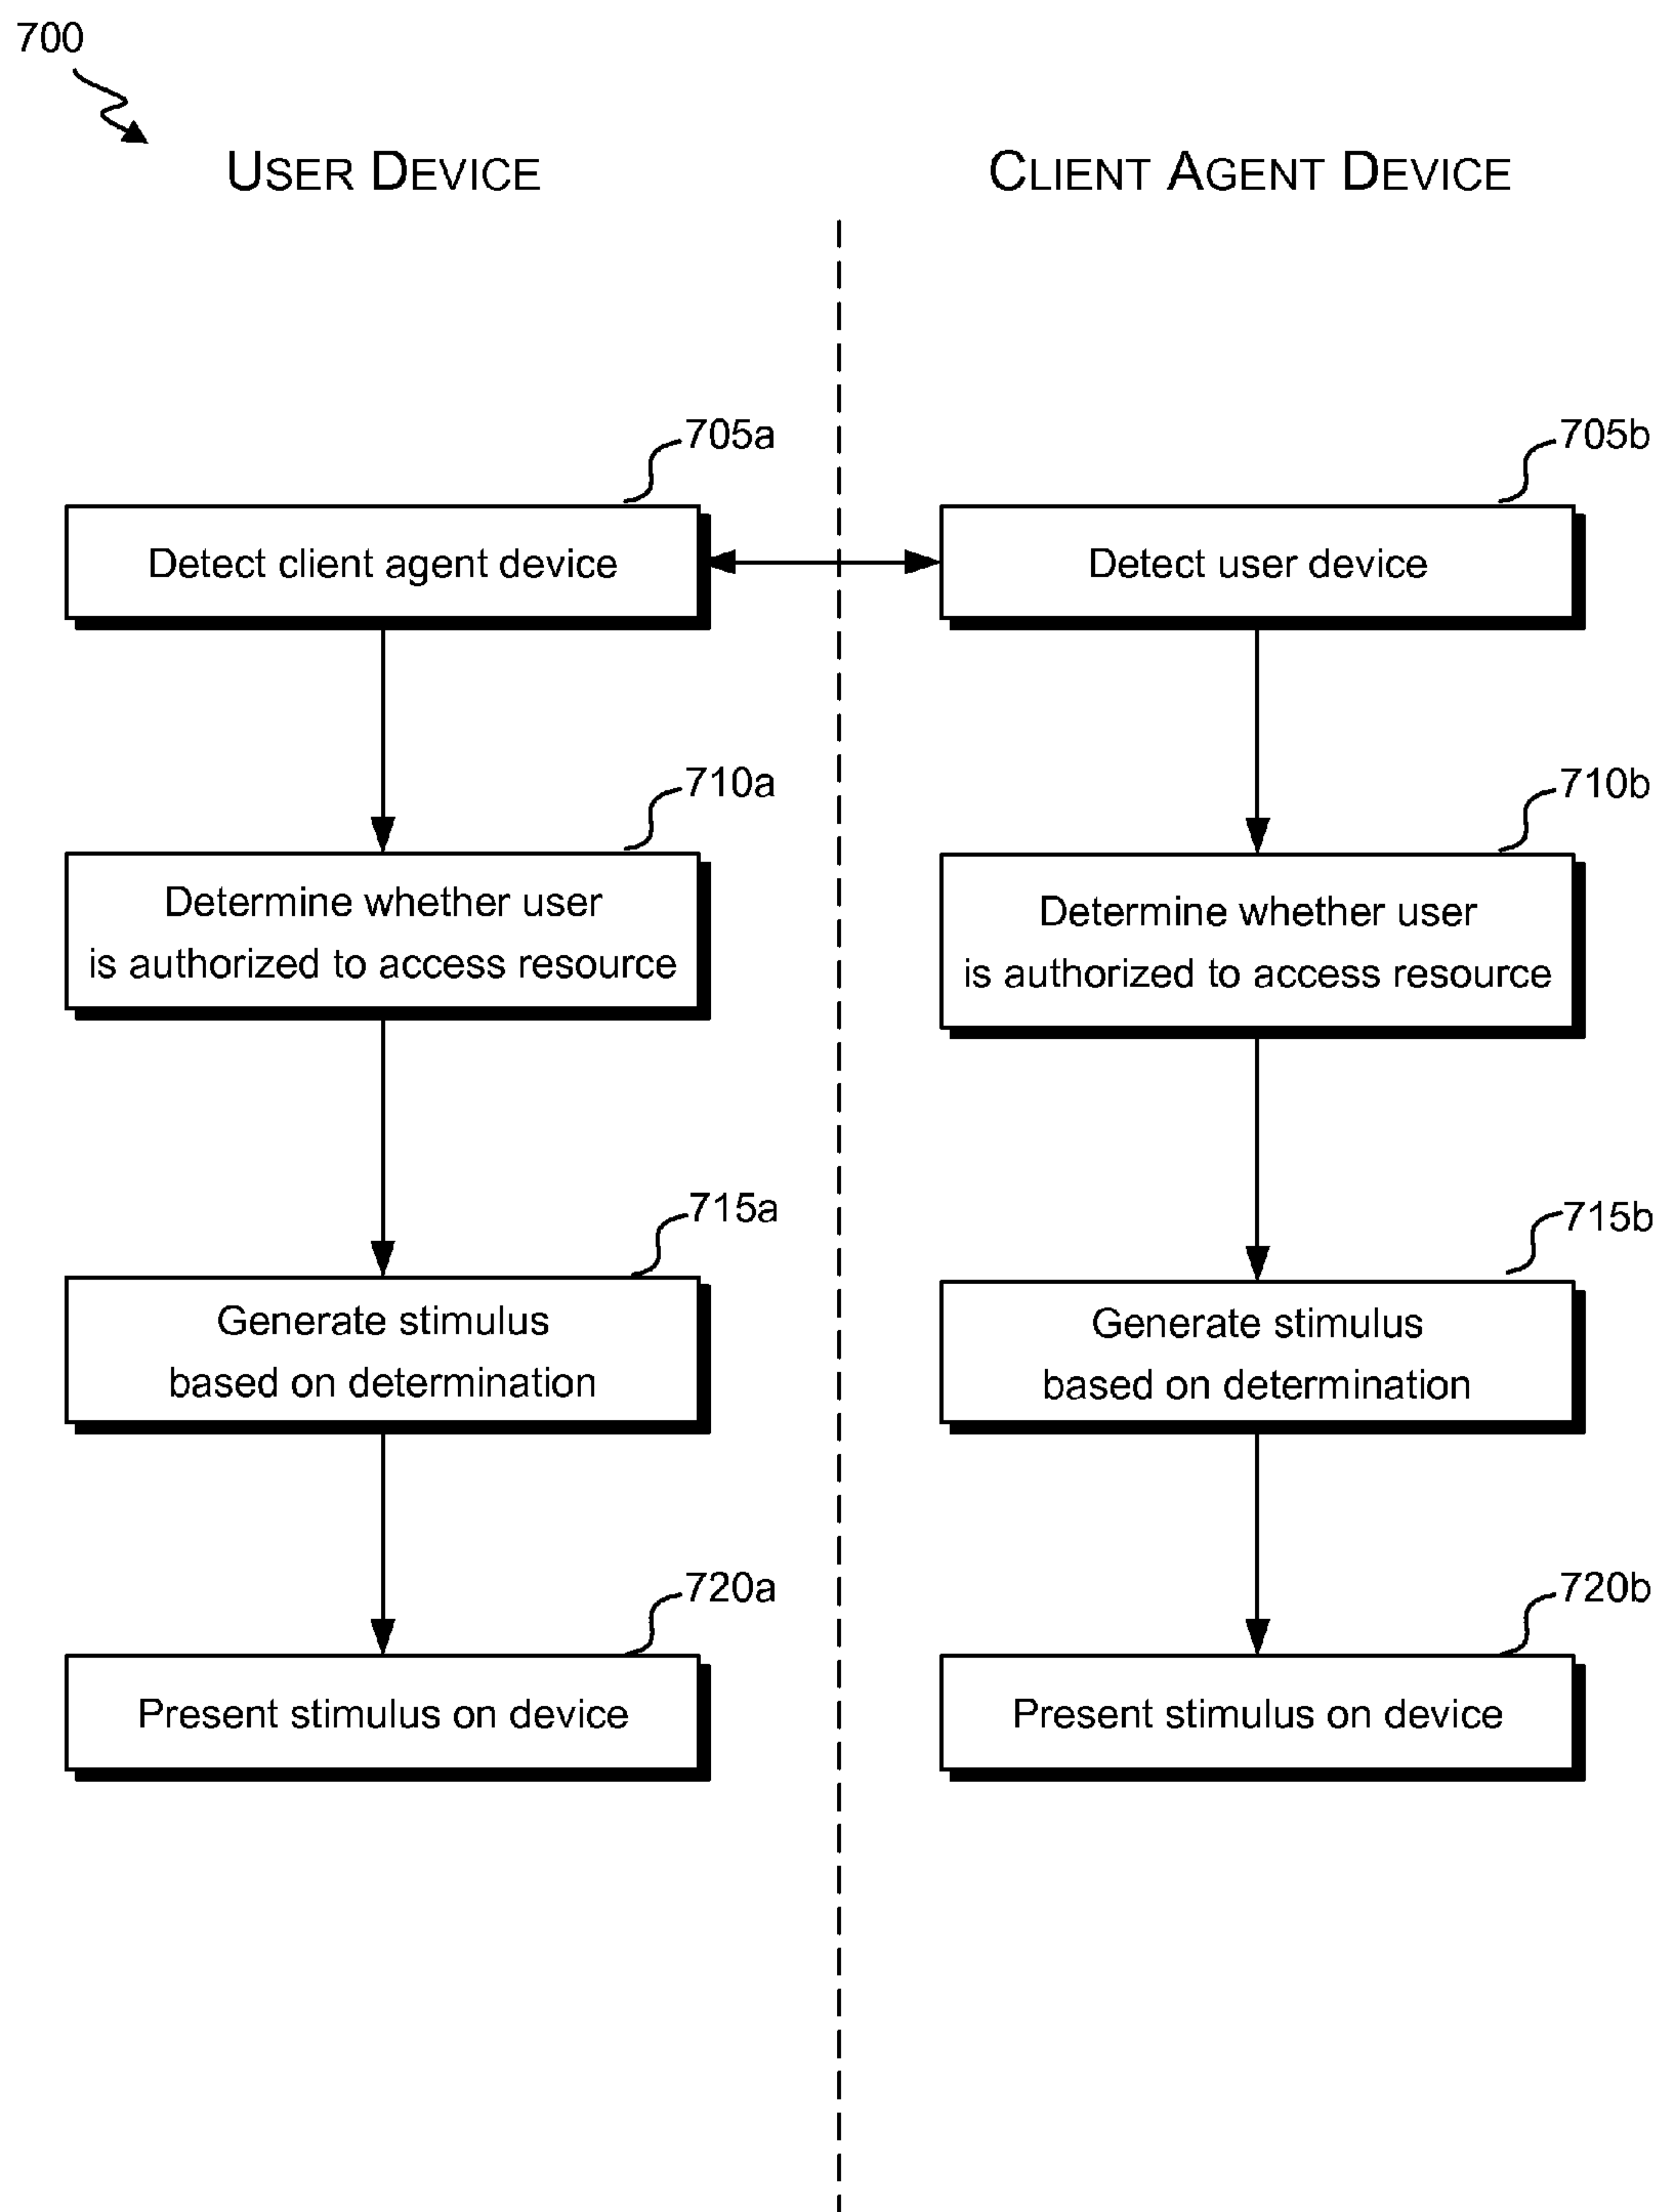 700
USER DEVICE
CLIENT AGENT DEVICE
705a
705b
Detect client agent device
Detect user device
710a
710b
Determine whether user
is authorized to access resource
Determine whether user
is authorized to access resource
715a
715b
Generate stimulus
based on determination
Generate stimulus
based on determination
720a
720b
Present stimulus on device
Present stimulus on device